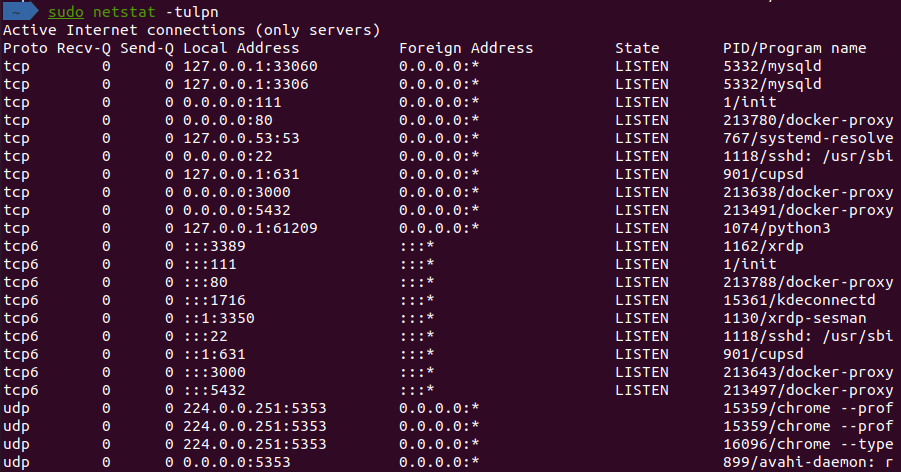 ~ sudo netstat -tulpn
Active Internet connections (only servers)
Proto Recv-Q Send-Q Local Address           Foreign Address         State       PID/Program name
tcp        0      0 127.0.0.1:33060         0.0.0.0:*               LISTEN      5332/mysqld
tcp        0      0 127.0.0.1:3306          0.0.0.0:*               LISTEN      5332/mysqld
tcp        0      0 0.0.0.0:111             0.0.0.0:*               LISTEN      1/init
tcp        0      0 0.0.0.0:80              0.0.0.0:*               LISTEN      213780/docker-proxy
tcp        0      0 127.0.0.53:53           0.0.0.0:*               LISTEN      767/systemd-resolve
tcp        0      0 0.0.0.0:22              0.0.0.0:*               LISTEN      1118/sshd: /usr/sbi
tcp        0      0 127.0.0.1:631           0.0.0.0:*               LISTEN      901/cupsd
tcp        0      0 0.0.0.0:3000            0.0.0.0:*               LISTEN      213638/docker-proxy
tcp        0      0 0.0.0.0:5432            0.0.0.0:*               LISTEN      213491/docker-proxy
tcp        0      0 127.0.0.1:61209         0.0.0.0:*               LISTEN      1074/python3
tcp6       0      0 :::3389                 :::*                    LISTEN      1162/xrdp
tcp6       0      0 :::111                  :::*                    LISTEN      1/init
tcp6       0      0 :::80                   :::*                    LISTEN      213788/docker-proxy
tcp6       0      0 :::1716                 :::*                    LISTEN      15361/kdeconnectd
tcp6       0      0 ::1:3350                :::*                    LISTEN      1130/xrdp-sesman
tcp6       0      0 :::22                   :::*                    LISTEN      1118/sshd: /usr/sbi
tcp6       0      0 ::1:631                 :::*                    LISTEN      901/cupsd
tcp6       0      0 :::3000                 :::*                    LISTEN      213643/docker-proxy
tcp6       0      0 :::5432                 :::*                    LISTEN      213497/docker-proxy
udp        0      0 224.0.0.251:5353        0.0.0.0:*                           15359/chrome --prof
udp        0      0 224.0.0.251:5353        0.0.0.0:*                           15359/chrome --prof
udp        0      0 224.0.0.251:5353        0.0.0.0:*                           16096/chrome --type
udp        0      0 0.0.0.0:5353            0.0.0.0:*                           899/avahi-daemon: r